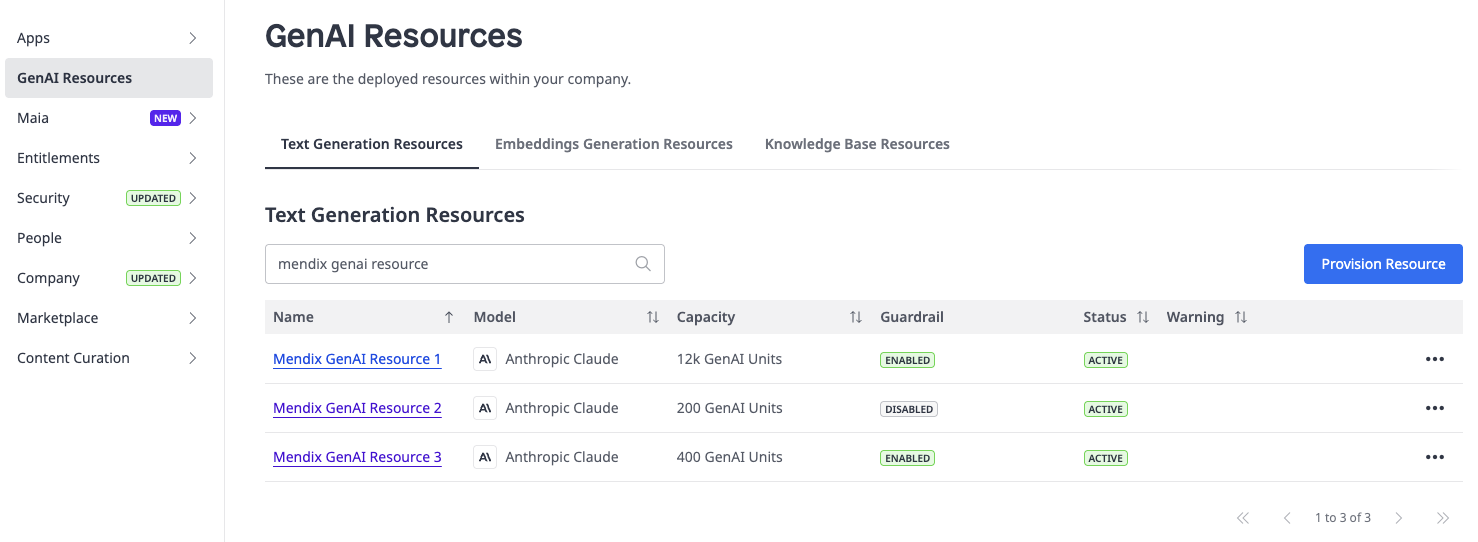 Apps
GenAI Resources
Maia NEW
Entitlements
Security UPDATED
People
Company UPDATED
Marketplace
Content Curation
GenAI Resources
These are the deployed resources within your company.
Text Generation Resources Embeddings Generation Resources Knowledge Base Resources
Text Generation Resources
mendix genai resource
Provision Resource
Name Model Capacity Guardrail Status Warning
Mendix GenAI Resource 1 A\ Anthropic Claude 12k GenAI Units ENABLED ACTIVE
Mendix GenAI Resource 2 A\ Anthropic Claude 200 GenAI Units DISABLED ACTIVE
Mendix GenAI Resource 3 A\ Anthropic Claude 400 GenAI Units ENABLED ACTIVE
1 to 3 of 3